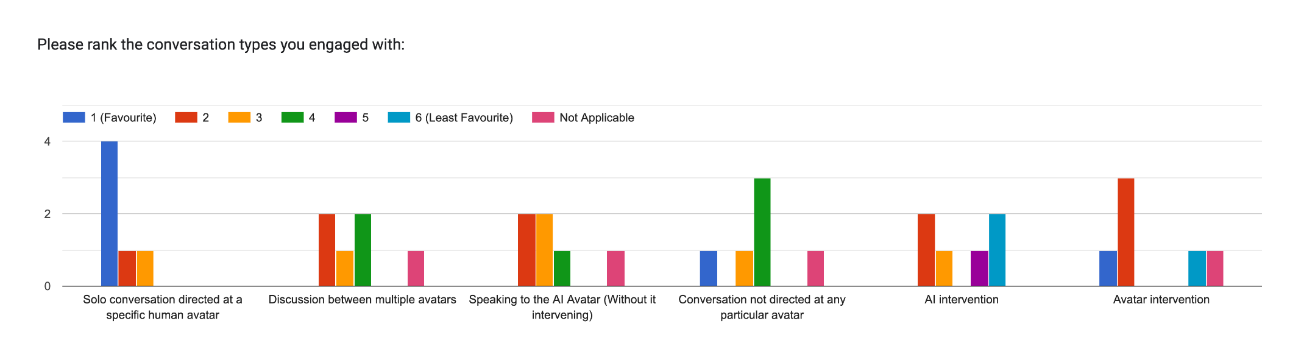 Please rank the conversation types you engaged with:
1 (Favourite) 2 3 4 5 6 (Least Favourite) Not Applicable
4
2
0
Solo conversation directed at a
specific human avatar
Discussion between multiple avatars
Speaking to the AI Avatar (Without it
intervening)
Conversation not directed at any
particular avatar
AI intervention
Avatar intervention